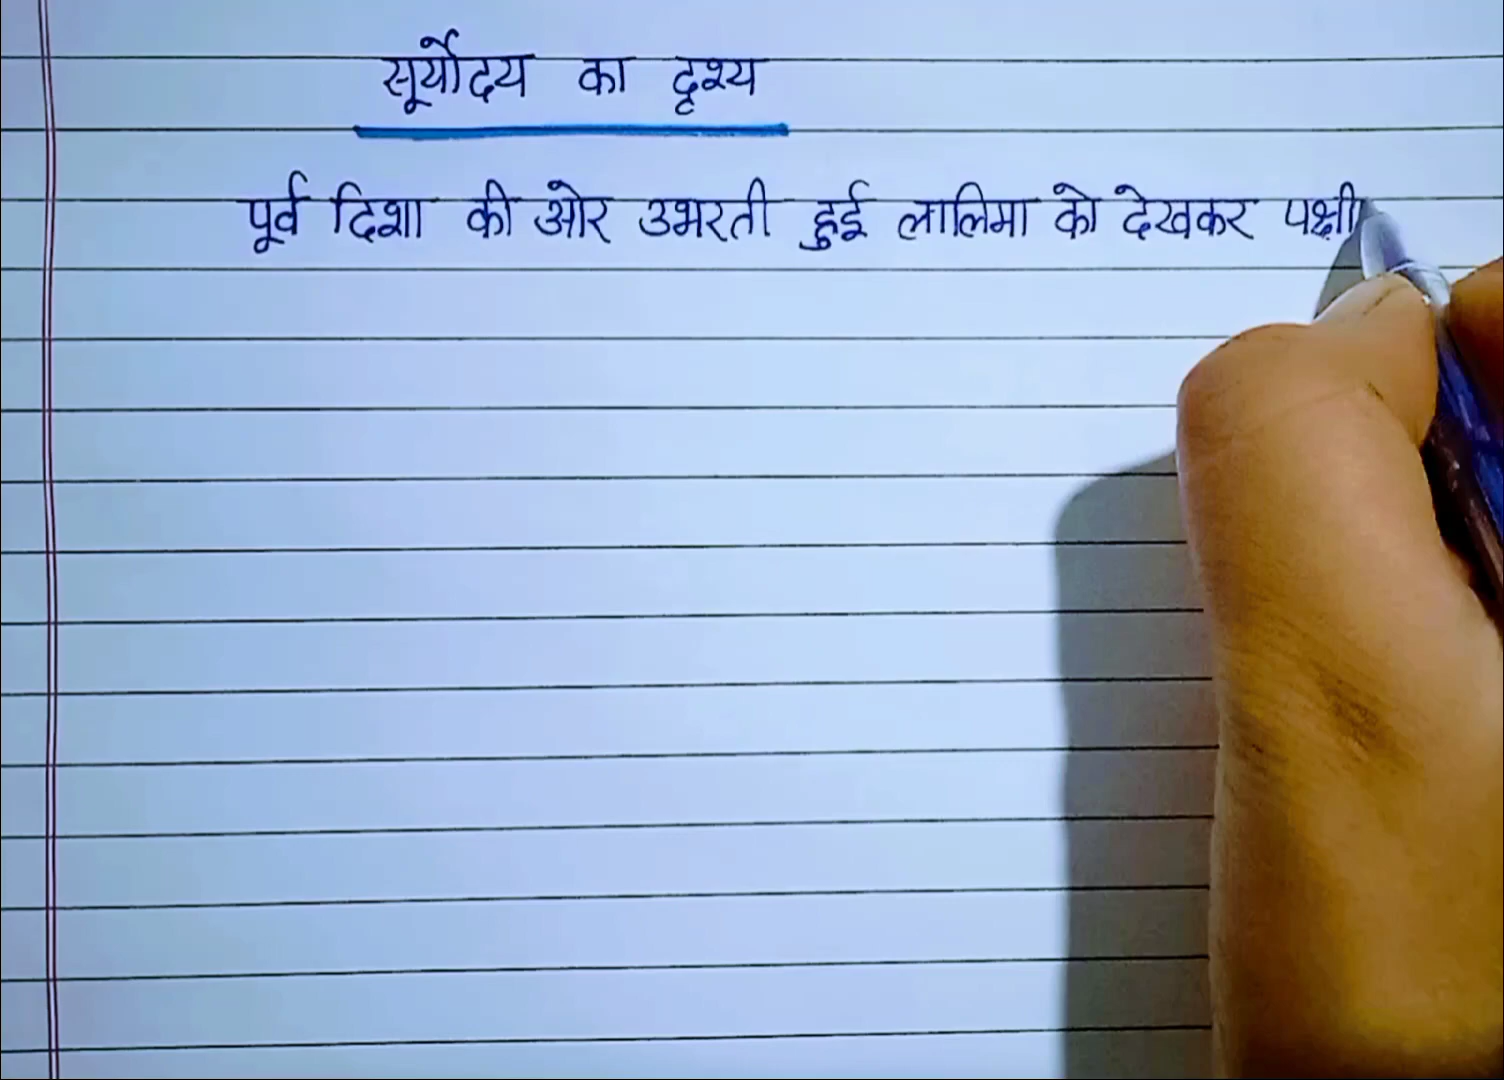 सूर्योदय का दृश्य
पूर्व दिशा की ओर उभरती हुई लालिमा को देखकर पक्षी